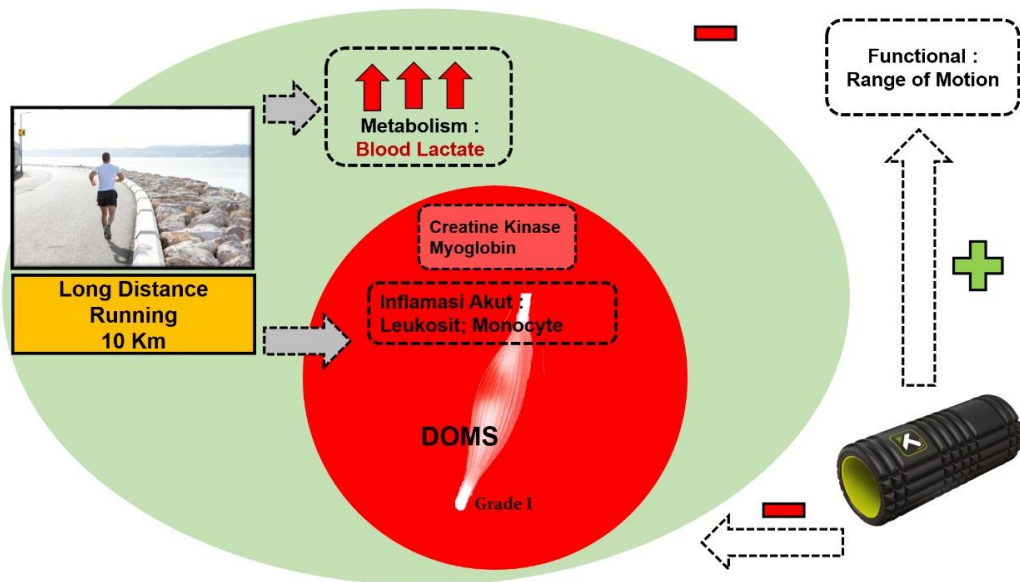 Metabolism :
Blood Lactate
Functional :
Range of Motion
Creatine Kinase
Myoglobin
Long Distance
Running
10 Km
Inflamasi Akut :
Leukosit; Monocyte
DOMS
Grade I